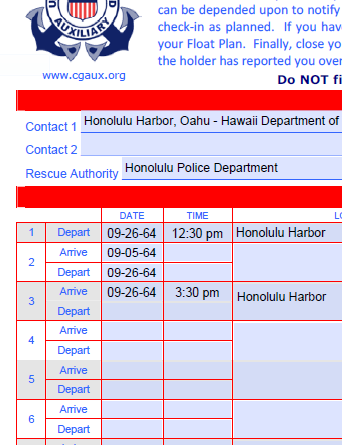 AUXILIARY
can be depended upon to notify
check-in as planned. If you hav
your Float Plan. Finally, close yo
the holder has reported you over
www.cgaux.org
Do NOT fi
Contact 1 Honolulu Harbor, Oahu - Hawaii Department of
Contact 2
Rescue Authority Honolulu Police Department
DATE TIME LO
1 Depart 09-26-64 12:30 pm Honolulu Harbor
2 Arrive 09-05-64
Depart 09-26-64
3 Arrive 09-26-64 3:30 pm Honolulu Harbor
Depart
4 Arrive
Depart
5 Arrive
Depart
6 Arrive
Depart